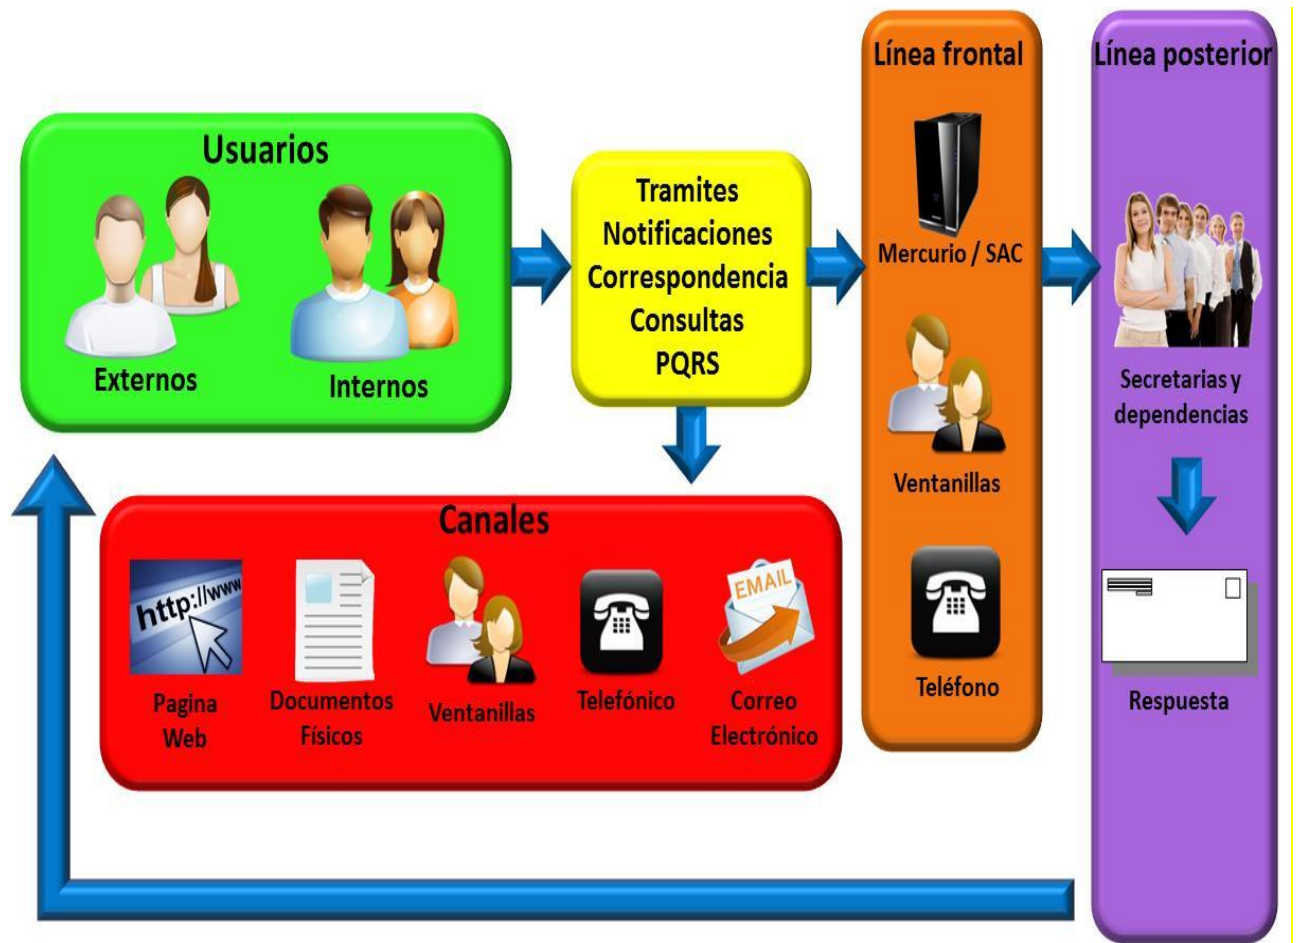 Usuarios
Externos
Internos
Tramites
Notificaciones
Correspondencia
Consultas
PQRS
Canales
http://www
Pagina
Web
Documentos
Físicos
Ventanillas
Telefónico
EMAIL
Correo
Electrónico
Línea frontal
Mercurio / SAC
Ventanillas
Teléfono
Línea posterior
Secretarias y
dependencias
Respuesta